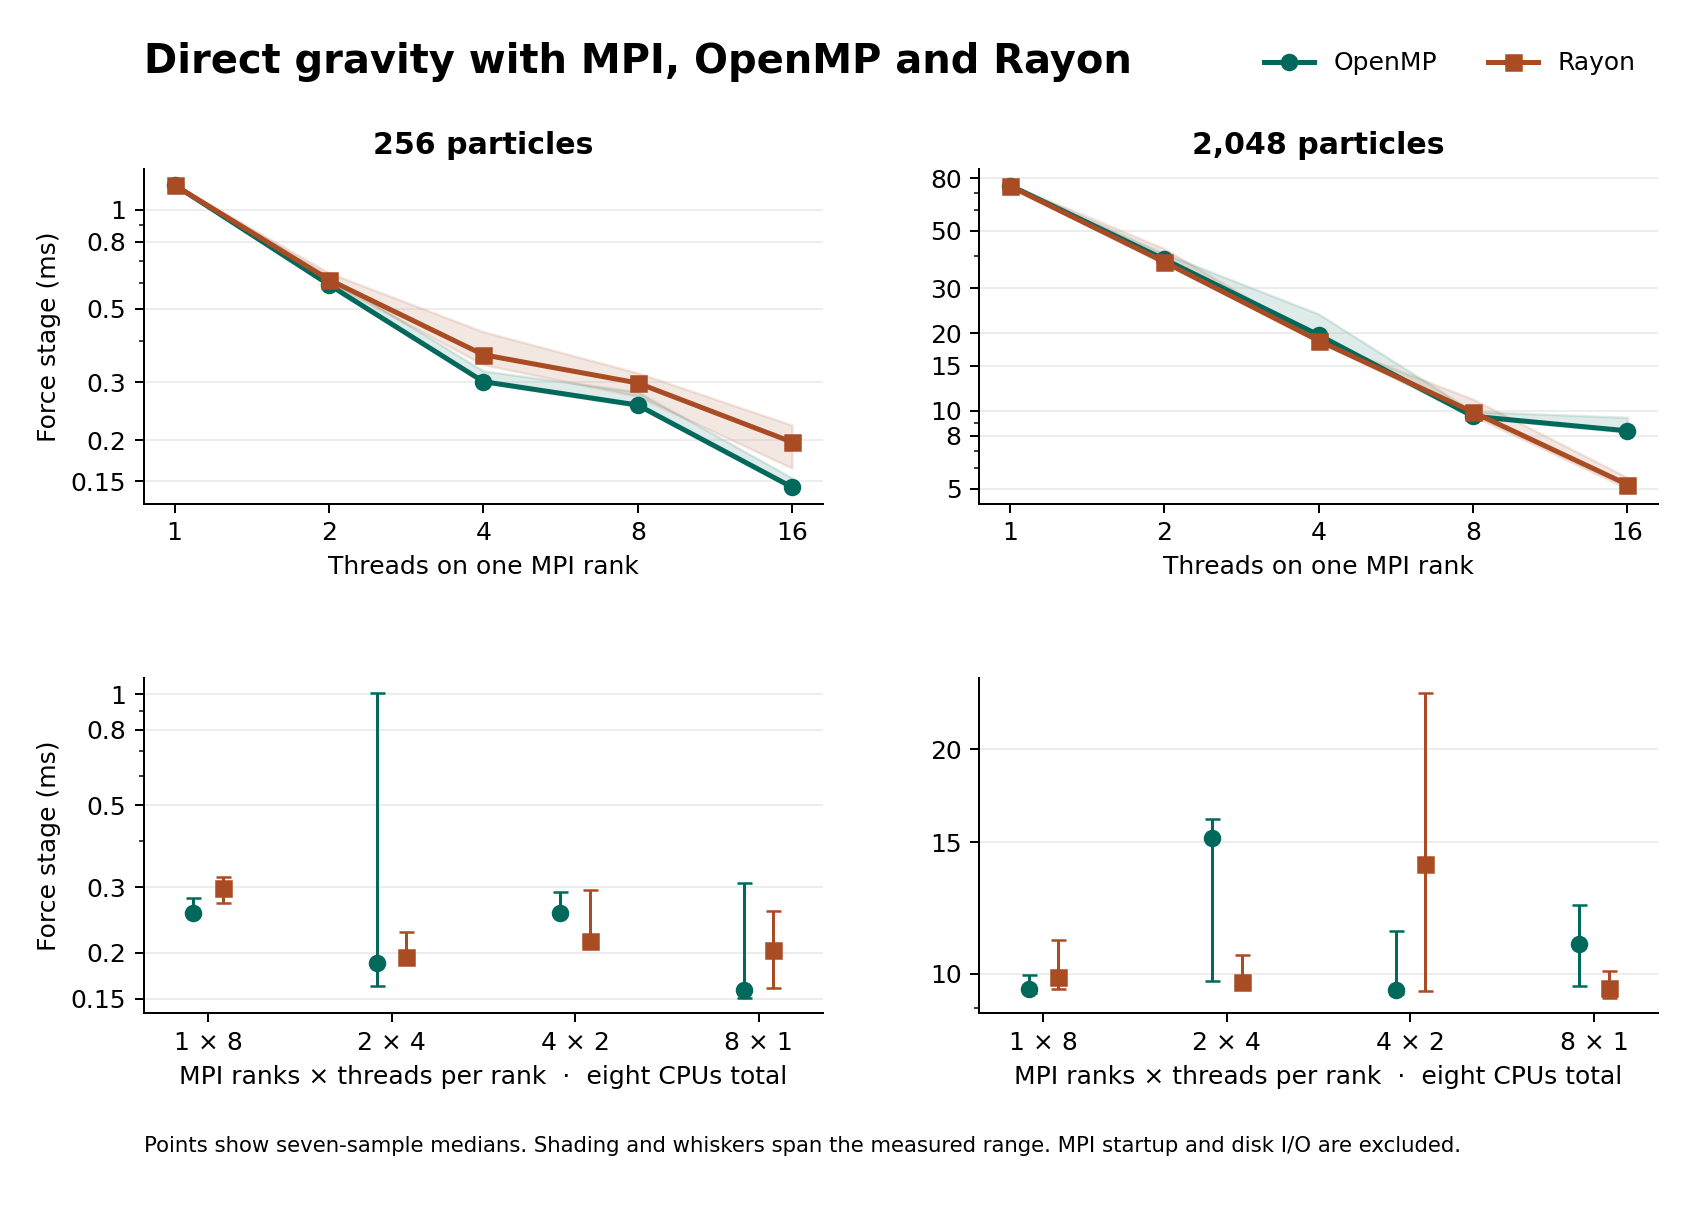 Direct gravity with MPI, OpenMP and Rayon
OpenMP
Rayon
256 particles
Force stage (ms)
1
0.8
0.5
0.3
0.2
0.15
1 2 4 8 16
Threads on one MPI rank
2,048 particles
80
50
30
20
15
10
8
5
1 2 4 8 16
Threads on one MPI rank
Force stage (ms)
1
0.8
0.5
0.3
0.2
0.15
1 × 8 2 × 4 4 × 2 8 × 1
MPI ranks × threads per rank · eight CPUs total
20
15
10
1 × 8 2 × 4 4 × 2 8 × 1
MPI ranks × threads per rank · eight CPUs total
Points show seven-sample medians. Shading and whiskers span the measured range. MPI startup and disk I/O are excluded.